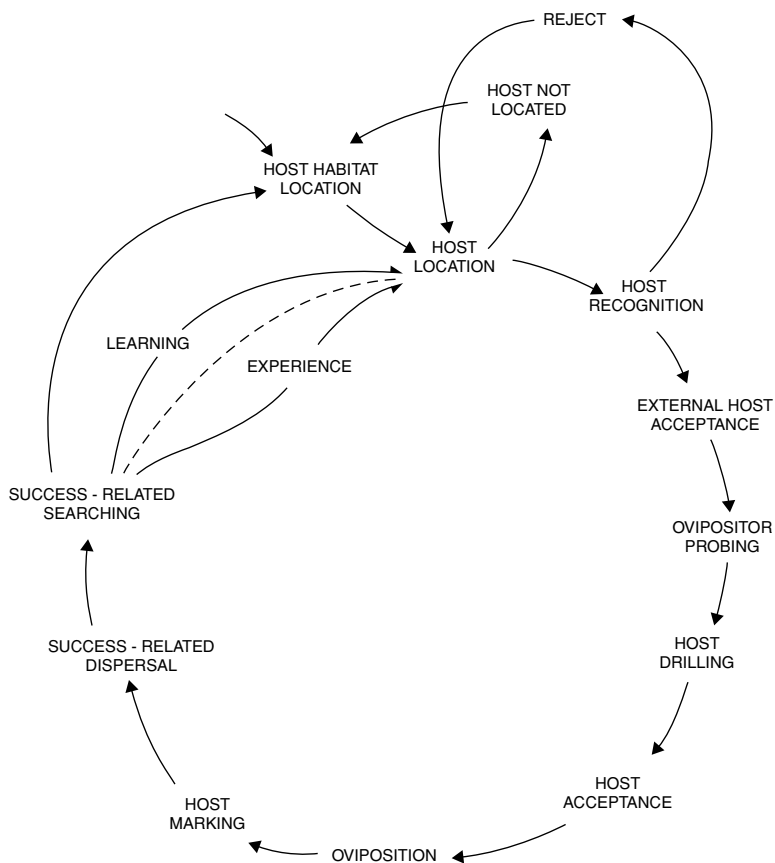 REJECT
HOST NOT
LOCATED
HOST HABITAT
LOCATION
HOST
LOCATION
HOST
RECOGNITION
LEARNING
EXPERIENCE
EXTERNAL HOST
ACCEPTANCE
SUCCESS - RELATED
SEARCHING
OVIPOSITOR
PROBING
HOST
DRILLING
SUCCESS - RELATED
DISPERSAL
HOST
ACCEPTANCE
HOST
MARKING
OVIPOSITION